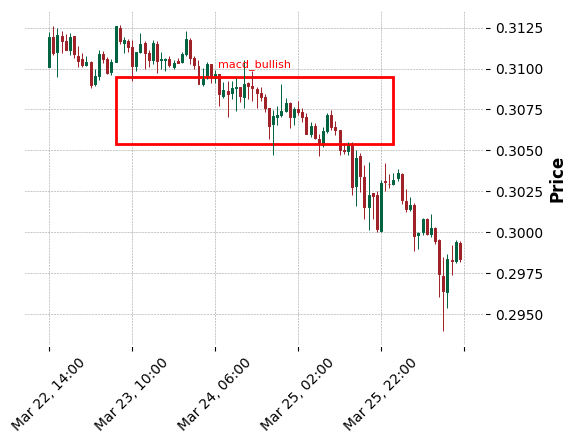 0.3125
macd_bullish
0.3100
0.3075
0.3050
0.3025
0.3000
0.2975
0.2950
Price
Mar 22, 14:00
Mar 23, 10:00
Mar 24, 06:00
Mar 25, 02:00
Mar 25, 22:00